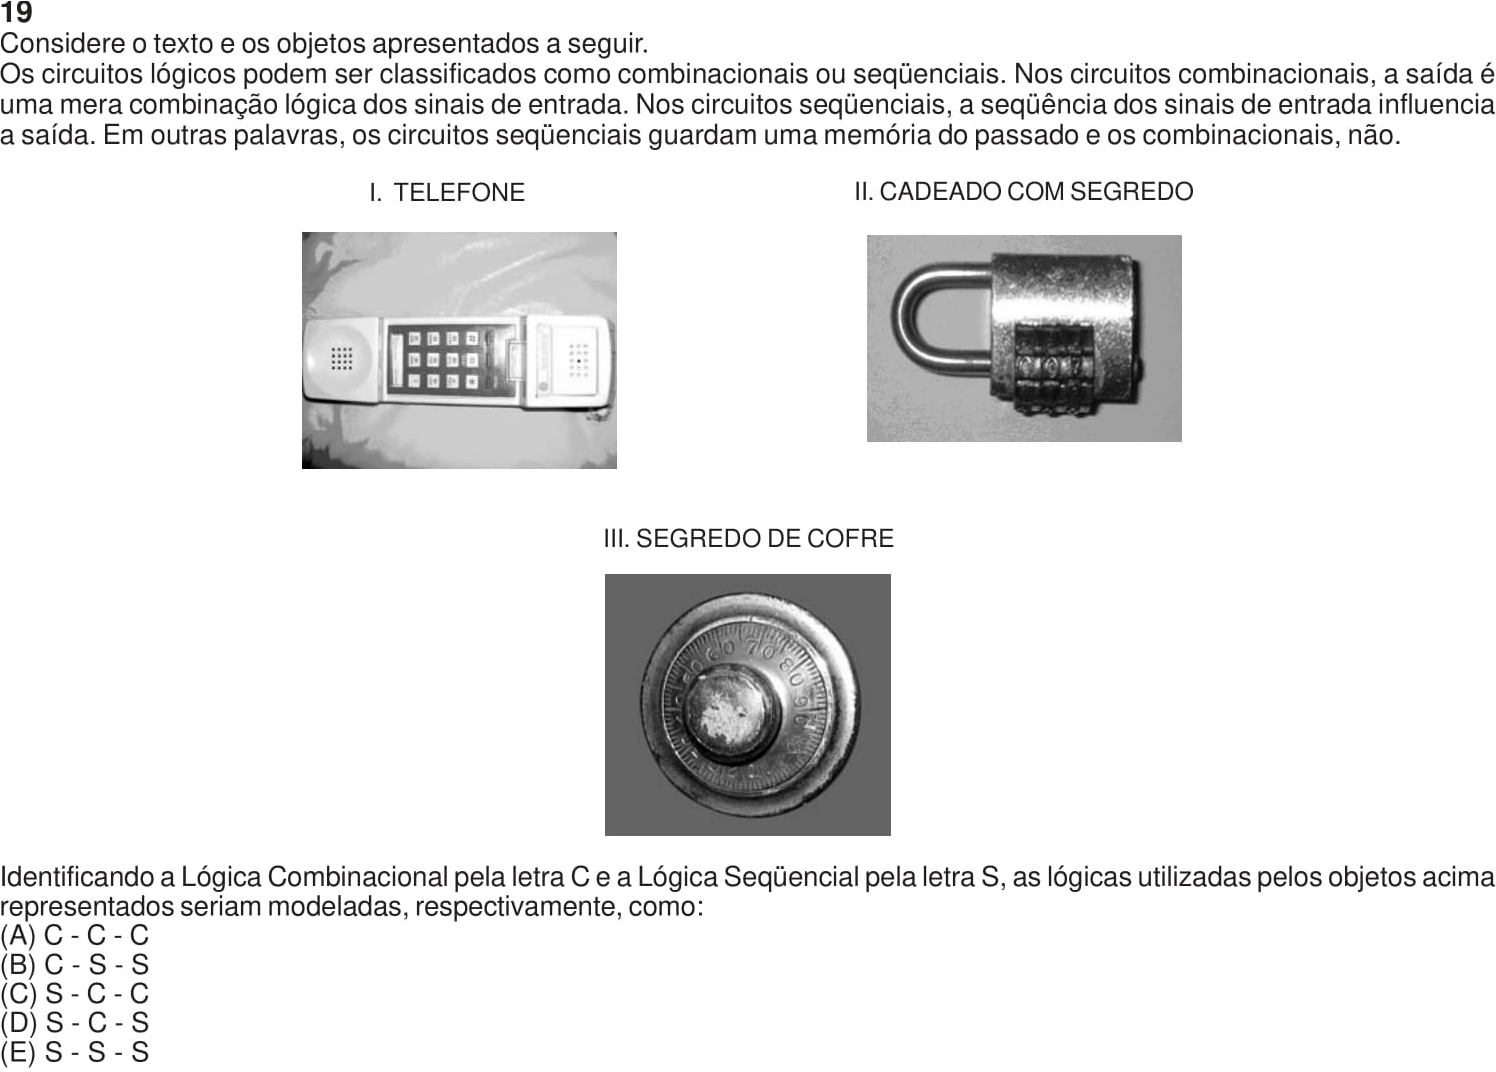 19
Considere o texto e os objetos apresentados a seguir.
Os circuitos lógicos podem ser classificados como combinacionais ou seqüenciais. Nos circuitos combinacionais, a saída é
uma mera combinação lógica dos sinais de entrada. Nos circuitos seqüenciais, a seqüência dos sinais de entrada influencia
a saída. Em outras palavras, os circuitos seqüenciais guardam uma memória do passado e os combinacionais, não.
I. TELEFONE
II. CADEADO COM SEGREDO
III. SEGREDO DE COFRE
60 70 80 90
Identificando a Lógica Combinacional pela letra C e a Lógica Seqüencial pela letra S, as lógicas utilizadas pelos objetos acima
representados seriam modeladas, respectivamente, como:
(A) C - C - C
(B) C - S - S
(C) S - C - C
(D) S - C - S
(E) S - S - S